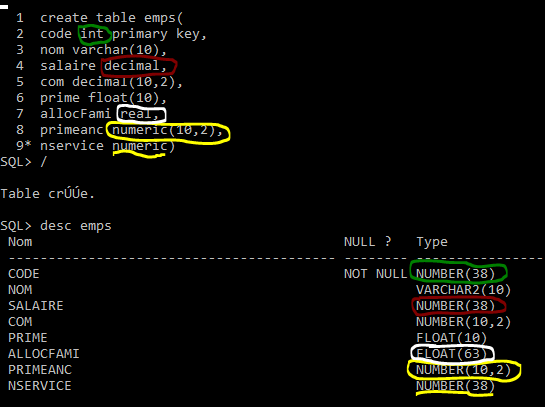 1 create table emps(
2 code int primary key,
3 nom varchar(10),
4 salaire decimal,
5 com decimal(10,2),
6 prime float(10),
7 allocFami real,
8 primeanc numeric(10,2),
9* nservice numeric)
SQL> /
Table crÚÚe.
SQL> desc emps
Nom NULL ? Type
----------------------------------------- -------- ----------------
CODE NOT NULL NUMBER(38)
NOM VARCHAR2(10)
SALAIRE NUMBER(38)
COM NUMBER(10,2)
PRIME FLOAT(10)
ALLOCFAMI FLOAT(63)
PRIMEANC NUMBER(10,2)
NSERVICE NUMBER(38)